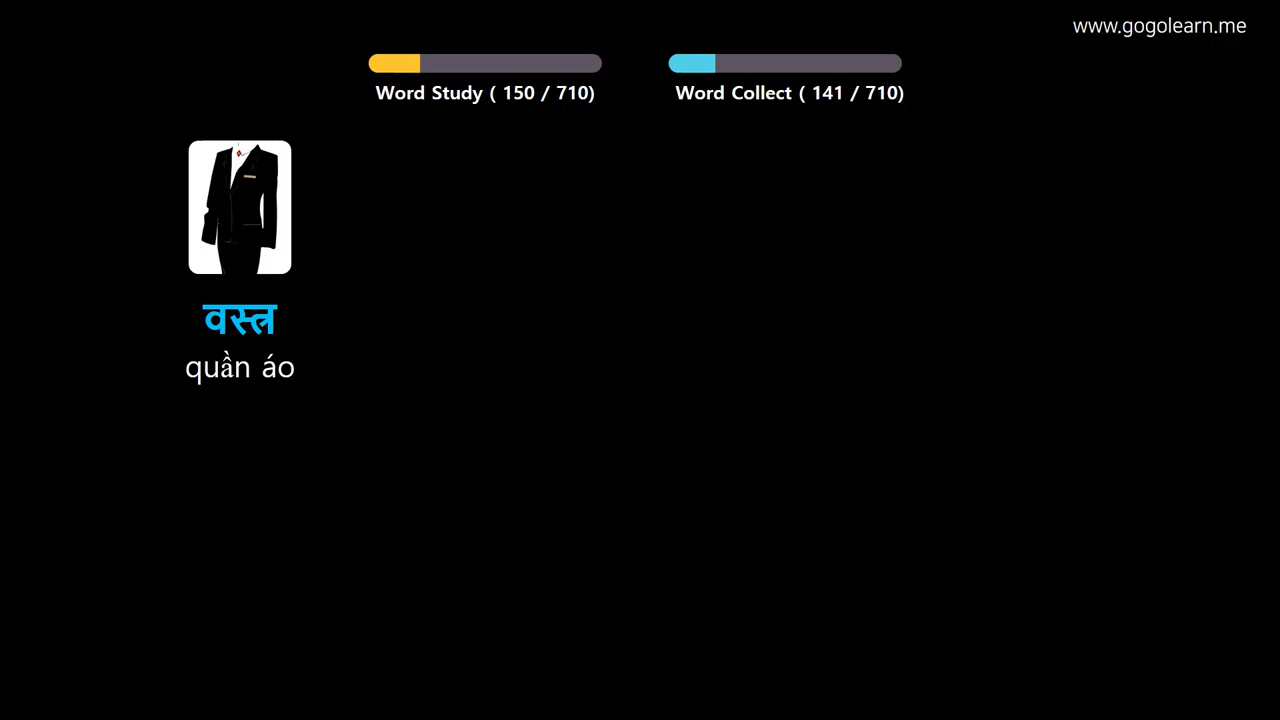 www.gogolearn.me
Word Study ( 150 / 710)
Word Collect ( 141 / 710)
वस्त्र
quần áo